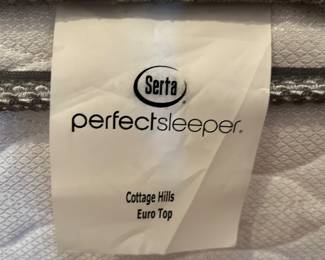 Serta
perfectsleeper®
Cottage Hills
Euro Top